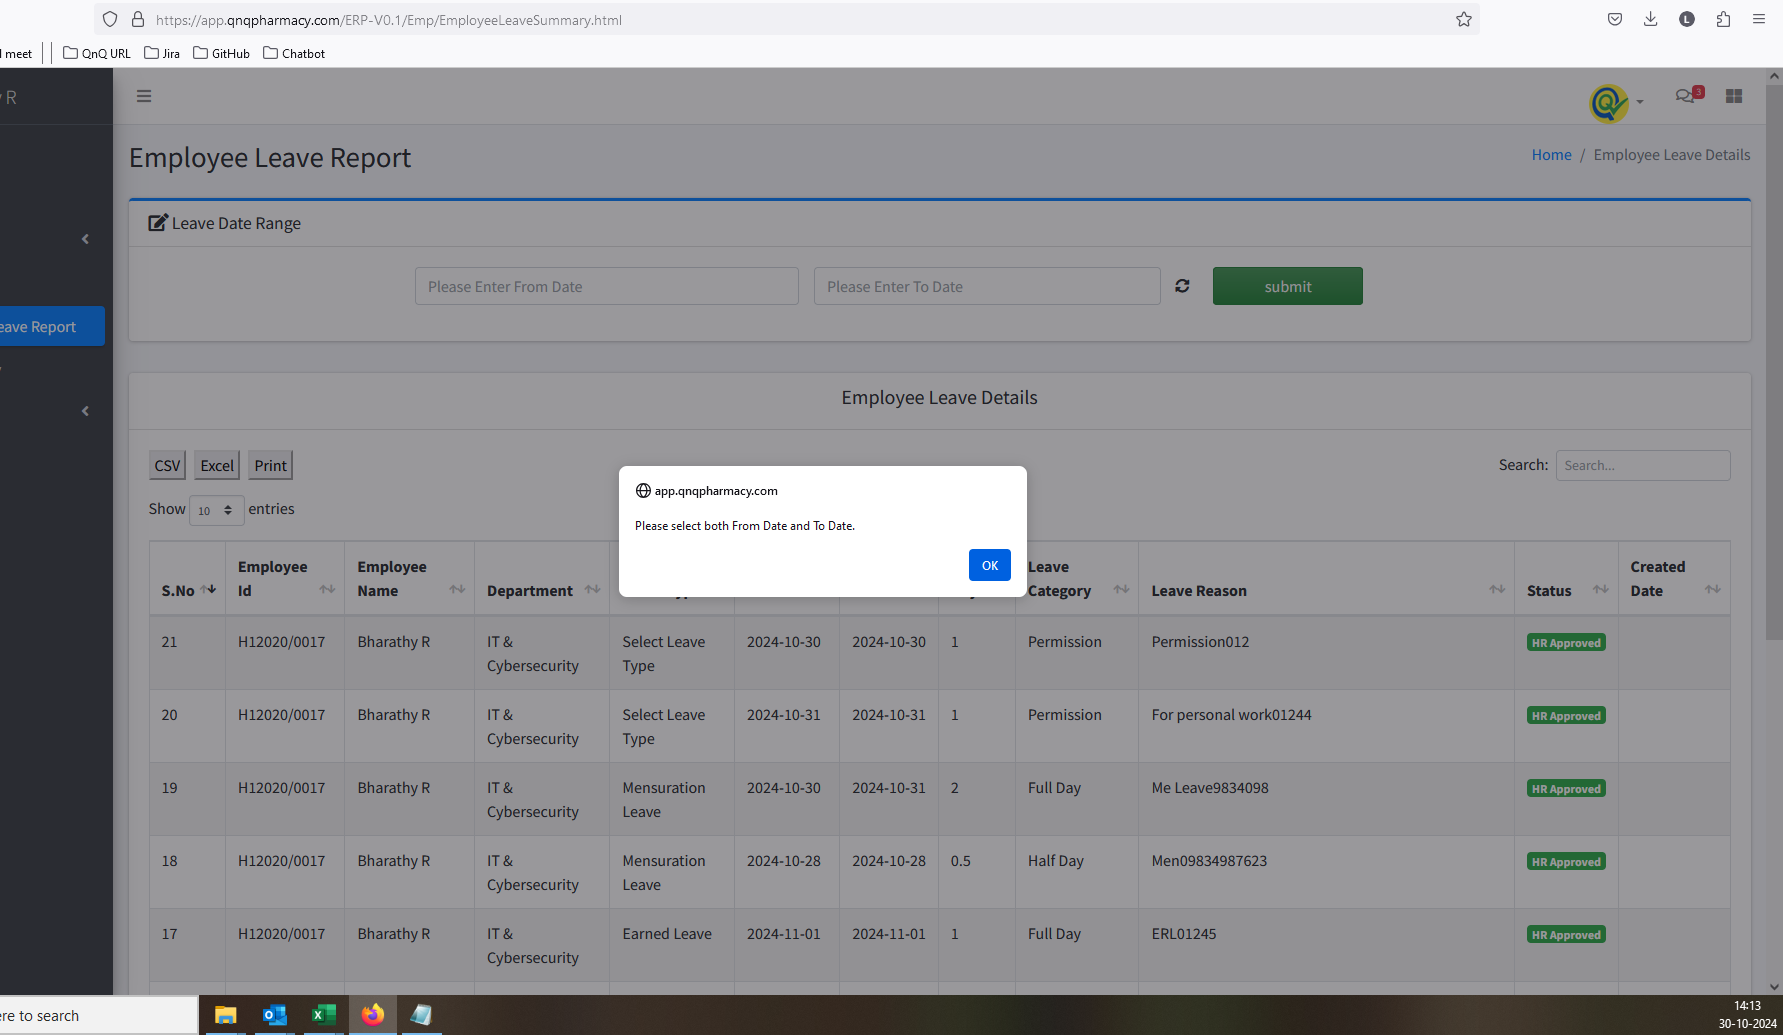 https://app.qnqpharmacy.com/ERP-V0.1/Emp/EmployeeLeaveSummary.html
L
meet
QnQ URL
Jira
GitHub
Chatbot
R
3
Employee Leave Report
Home / Employee Leave Details
Leave Date Range
Please Enter From Date
Please Enter To Date
submit
eave Report
Employee Leave Details
CSV
Excel
Print
Search:
Search...
Show 10 entries
app.qnqpharmacy.com
Please select both From Date and To Date.
OK
S.No
Employee Id
Employee Name
Department
Leave Category
Leave Reason
Status
Created Date
21 H12020/0017 Bharathy R IT & Cybersecurity Select Leave Type 2024-10-30 2024-10-30 1 Permission Permission012 HR Approved
20 H12020/0017 Bharathy R IT & Cybersecurity Select Leave Type 2024-10-31 2024-10-31 1 Permission For personal work01244 HR Approved
19 H12020/0017 Bharathy R IT & Cybersecurity Mensuration Leave 2024-10-30 2024-10-31 2 Full Day Me Leave9834098 HR Approved
18 H12020/0017 Bharathy R IT & Cybersecurity Mensuration Leave 2024-10-28 2024-10-28 0.5 Half Day Men09834987623 HR Approved
17 H12020/0017 Bharathy R IT & Cybersecurity Earned Leave 2024-11-01 2024-11-01 1 Full Day ERL01245 HR Approved
ere to search
14:13
30-10-2024